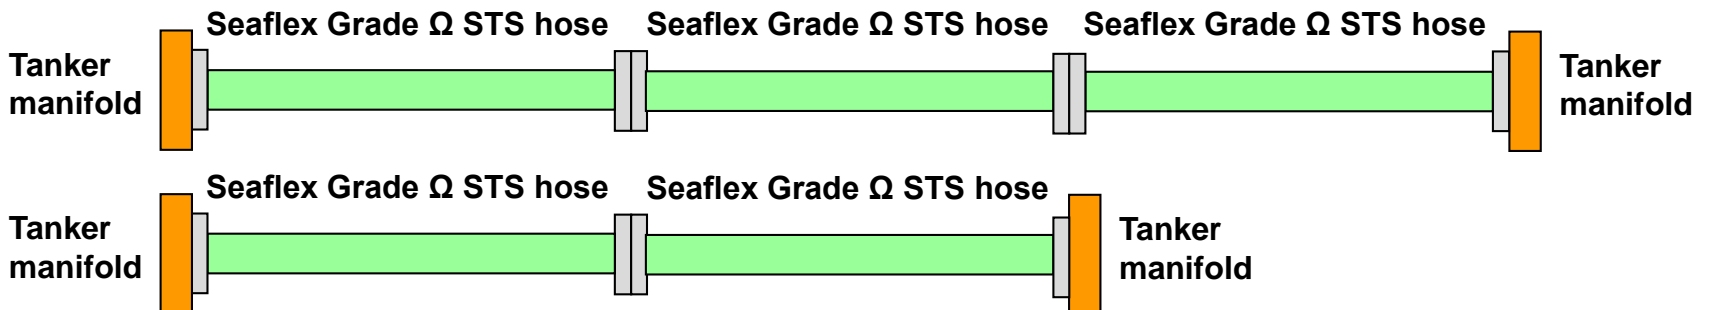 Seaflex Grade Ω STS hose Seaflex Grade Ω STS hose Seaflex Grade Ω STS hose
Tanker
manifold
Tanker
manifold
Seaflex Grade Ω STS hose Seaflex Grade Ω STS hose
Tanker
manifold
Tanker
manifold